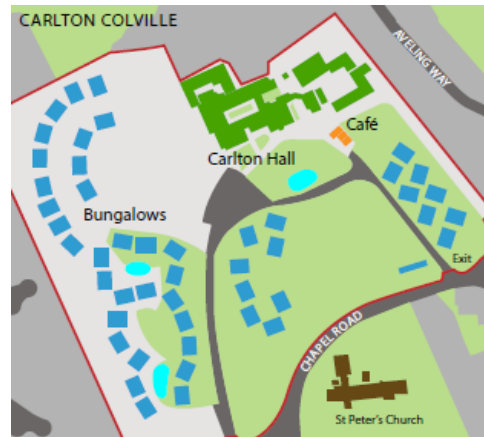 CARLTON COLVILLE
AVELING WAY
Café
Carlton Hall
Bungalows
Exit
CHAPEL ROAD
St Peter's Church